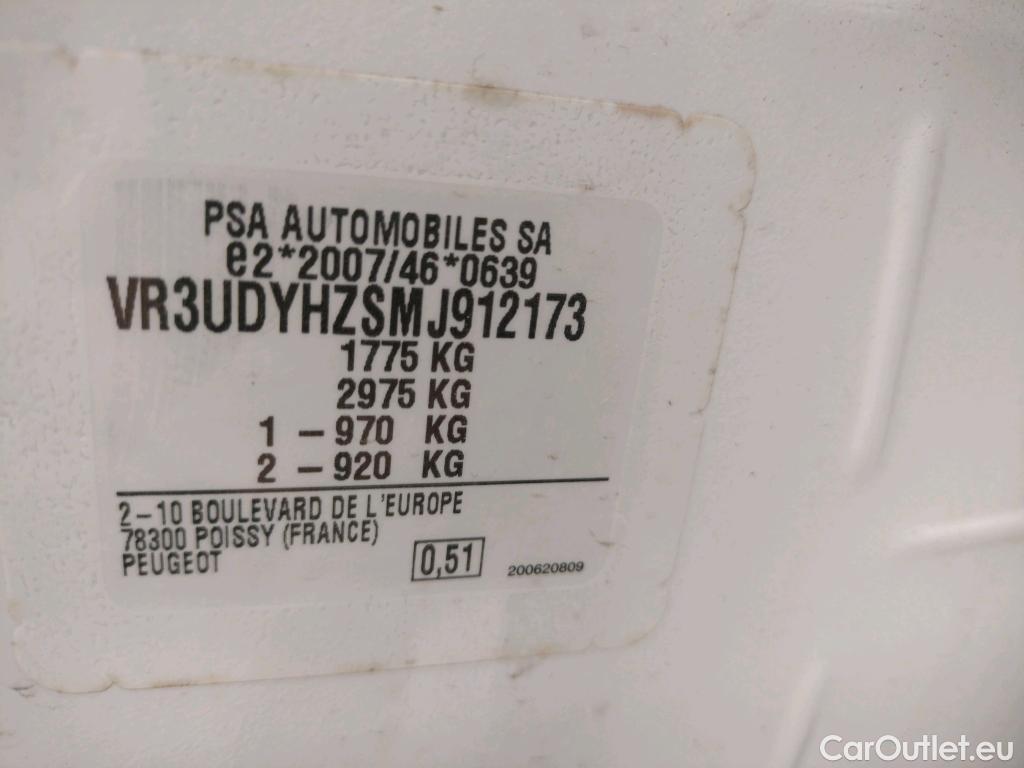 PSA AUTOMOBILES SA
e2*2007/46*0639
VR3UDYHZSMJ912173
1775 KG
2975 KG
1 - 970 KG
2 - 920 KG
2-10 BOULEVARD DE L'EUROPE
78300 POISSY (FRANCE)
PEUGEOT
0,51
200620809
CarOutlet.eu